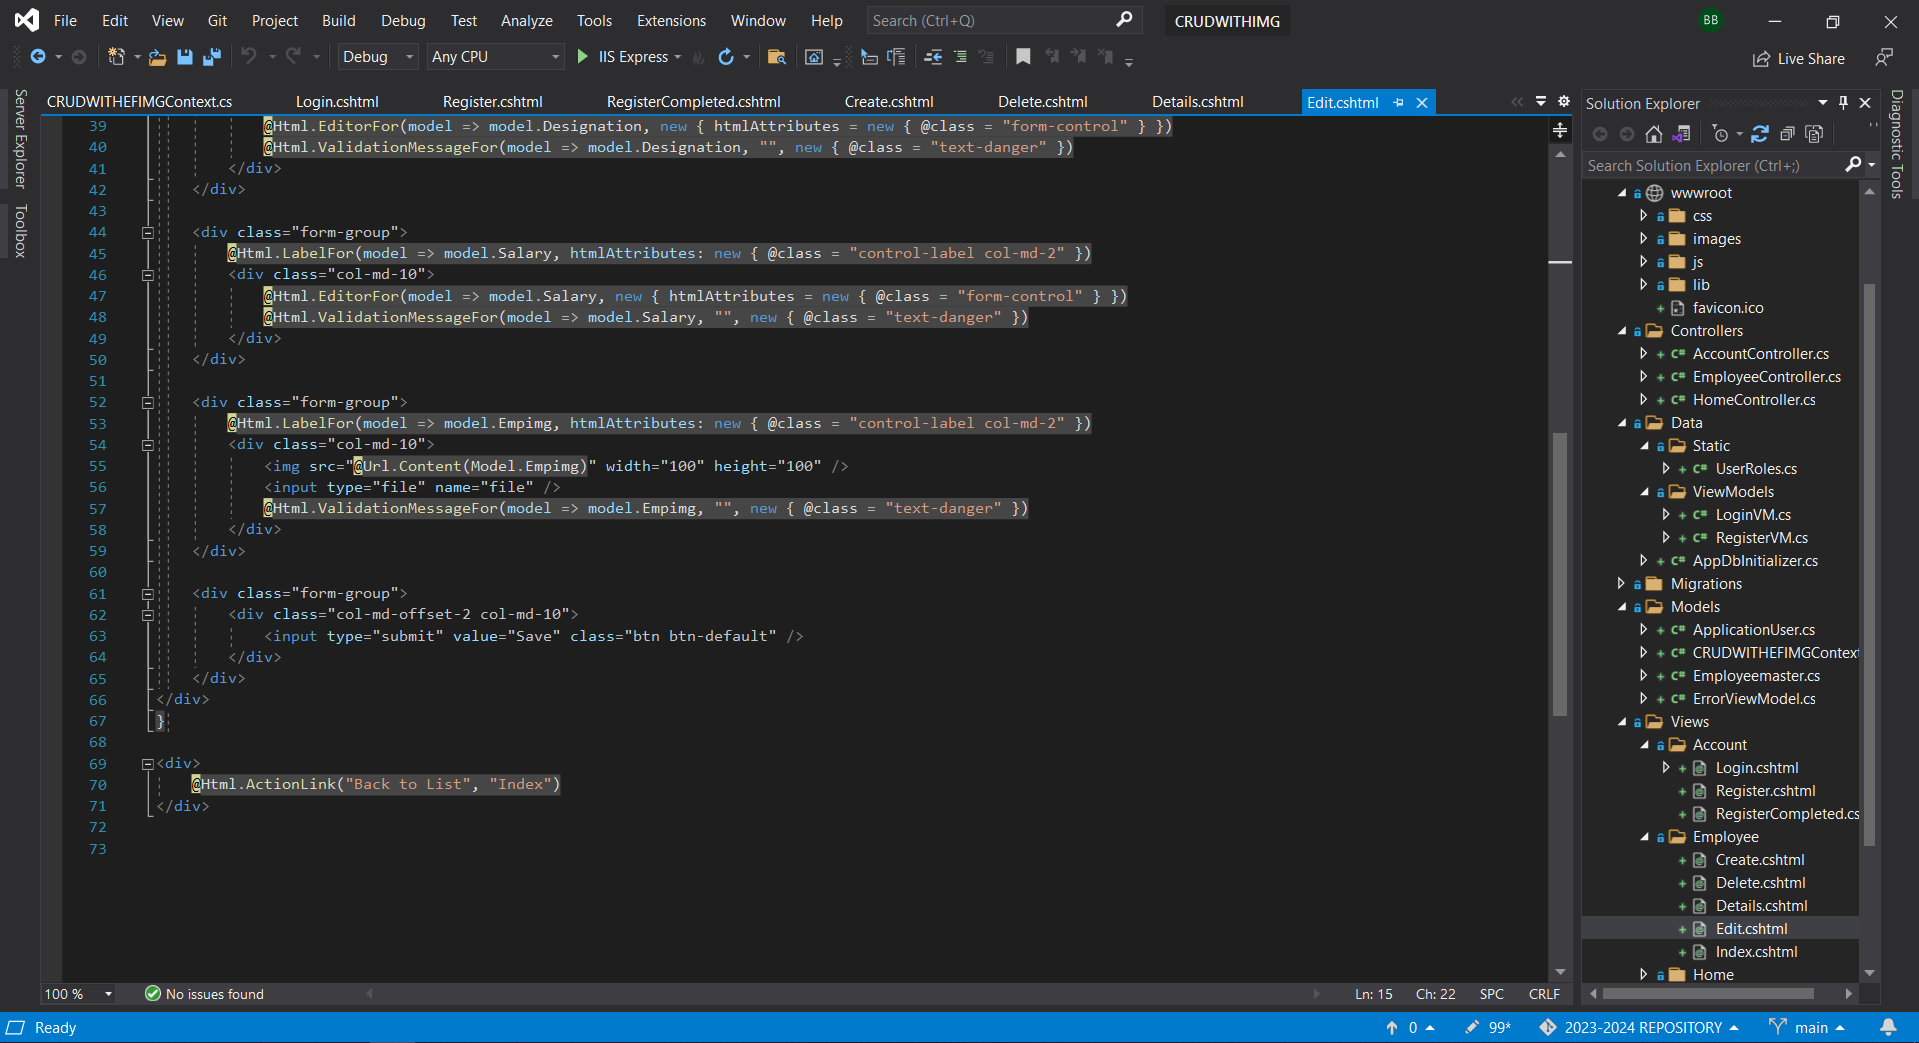 File Edit View Git Project Build Debug Test Analyze Tools Extensions Window Help Search (Ctrl+Q) CRUDWITHIMG BB
Debug Any CPU IIS Express Live Share
Server Explorer
Toolbox
CRUDWITHEFIMGContext.cs Login.cshtml Register.cshtml RegisterCompleted.cshtml Create.cshtml Delete.cshtml Details.cshtml Edit.cshtml
39 @Html.EditorFor(model => model.Designation, new { htmlAttributes = new { @class = "form-control" } })
40 @Html.ValidationMessageFor(model => model.Designation, "", new { @class = "text-danger" })
41 </div>
42 </div>
43
44 <div class="form-group">
45 @Html.LabelFor(model => model.Salary, htmlAttributes: new { @class = "control-label col-md-2" })
46 <div class="col-md-10">
47 @Html.EditorFor(model => model.Salary, new { htmlAttributes = new { @class = "form-control" } })
48 @Html.ValidationMessageFor(model => model.Salary, "", new { @class = "text-danger" })
49 </div>
50 </div>
51
52 <div class="form-group">
53 @Html.LabelFor(model => model.Empimg, htmlAttributes: new { @class = "control-label col-md-2" })
54 <div class="col-md-10">
55 <img src="@Url.Content(Model.Empimg)" width="100" height="100" />
56 <input type="file" name="file" />
57 @Html.ValidationMessageFor(model => model.Empimg, "", new { @class = "text-danger" })
58 </div>
59 </div>
60
61 <div class="form-group">
62 <div class="col-md-offset-2 col-md-10">
63 <input type="submit" value="Save" class="btn btn-default" />
64 </div>
65 </div>
66 </div>
67 }
68
69 <div>
70 @Html.ActionLink("Back to List", "Index")
71 </div>
72
73
100 % No issues found Ln: 15 Ch: 22 SPC CRLF
Solution Explorer
Search Solution Explorer (Ctrl+;)
wwwroot
css
images
js
lib
favicon.ico
Controllers
C# AccountController.cs
C# EmployeeController.cs
C# HomeController.cs
Data
Static
C# UserRoles.cs
ViewModels
C# LoginVM.cs
C# RegisterVM.cs
C# AppDbInitializer.cs
Migrations
Models
C# ApplicationUser.cs
C# CRUDWITHEFIMGContext
C# Employeemaster.cs
C# ErrorViewModel.cs
Views
Account
Login.cshtml
Register.cshtml
RegisterCompleted.cs
Employee
Create.cshtml
Delete.cshtml
Details.cshtml
Edit.cshtml
Index.cshtml
Home
Diagnostic Tools
Ready 0 99* 2023-2024 REPOSITORY main